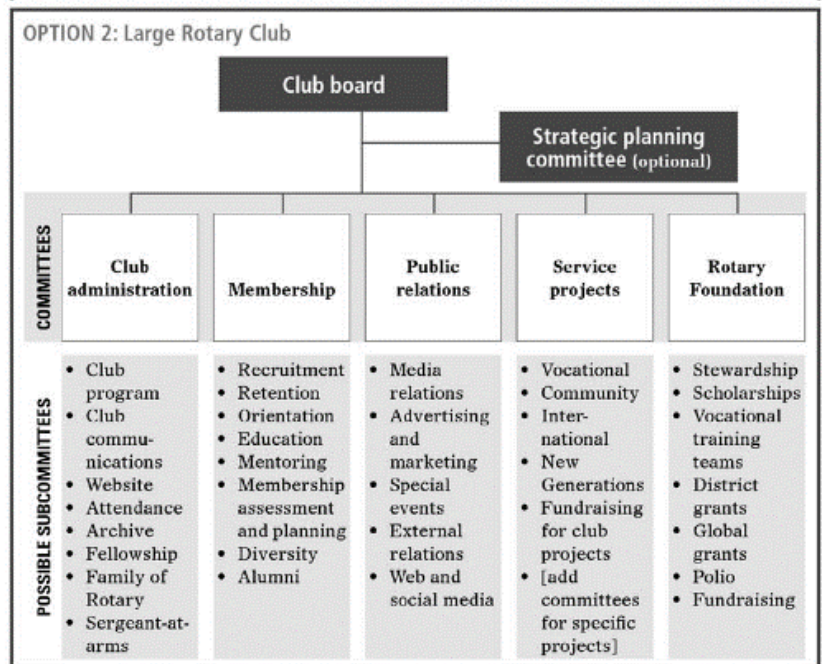 OPTION 2: Large Rotary Club
Club board
Strategic planning
committee (optional)
COMMITTEES
Club
administration
Membership
Public
relations
Service
projects
Rotary
Foundation
POSSIBLE SUBCOMMITTEES
• Club
program
• Club
commu-
nications
• Website
• Attendance
• Archive
• Fellowship
• Family of
Rotary
• Sergeant-at-
arms
• Recruitment
• Retention
• Orientation
• Education
• Mentoring
• Membership
assessment
and planning
• Diversity
• Alumni
• Media
relations
• Advertising
and
marketing
• Special
events
• External
relations
• Web and
social media
• Vocational
• Community
• Inter-
national
• New
Generations
• Fundraising
for club
projects
• [add
committees
for specific
projects]
• Stewardship
• Scholarships
• Vocational
training
teams
• District
grants
• Global
grants
• Polio
• Fundraising